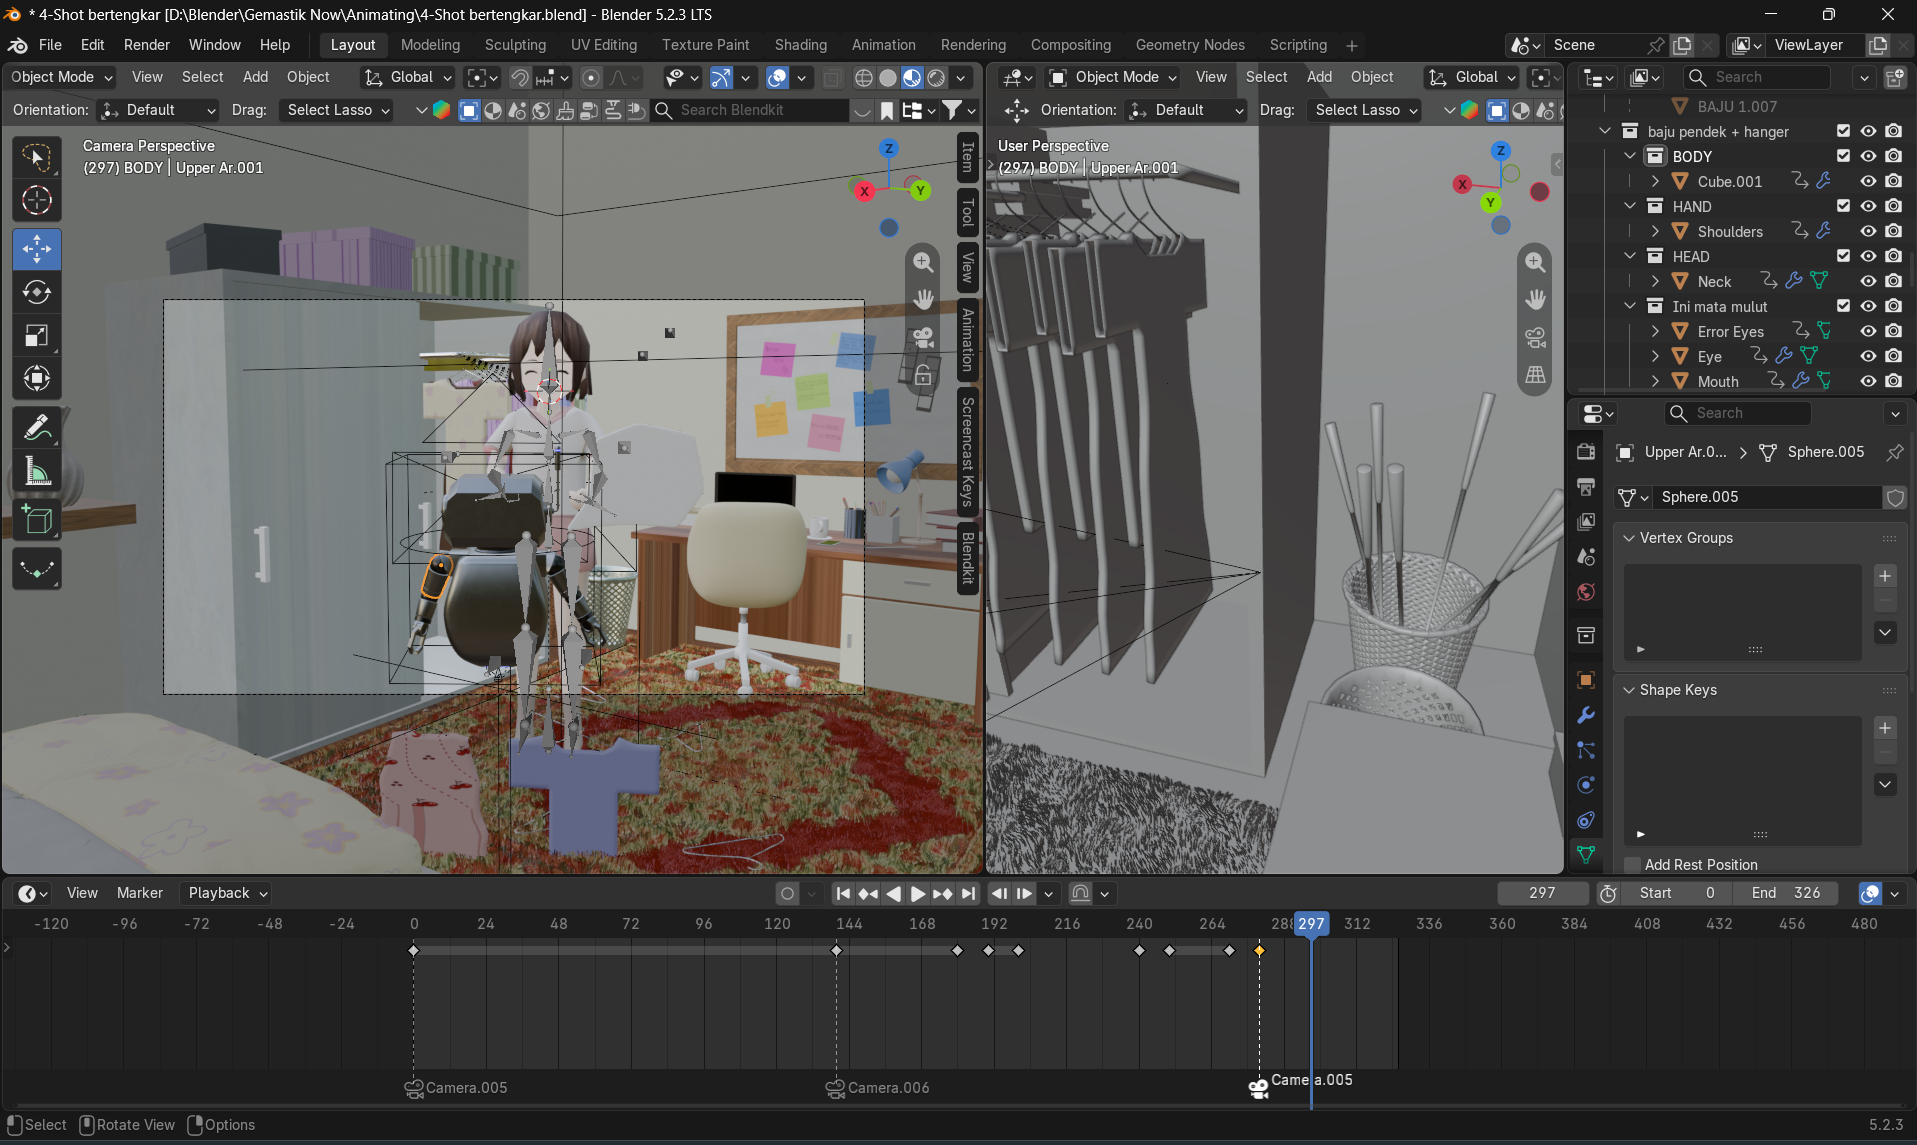 * 4-Shot bertengkar [D:\Blender\Gemastik Now\Animating\4-Shot bertengkar.blend] - Blender 5.2.3 LTS
File Edit Render Window Help Layout Modeling Sculpting UV Editing Texture Paint Shading Animation Rendering Compositing Geometry Nodes Scripting + Scene ViewLayer
Object Mode View Select Add Object Global
Orientation: Default Drag: Select Lasso Search Blendkit
Camera Perspective
(297) BODY | Upper Ar.001
Z
X
Y
Item
Tool
View
Animation
Screencast Keys
Blendkit
Object Mode View Select Add Object Global
Orientation: Default Drag: Select Lasso
User Perspective
(297) BODY | Upper Ar.001
Z
X
Y
Search
BAJU 1.007
baju pendek + hanger
BODY
Cube.001
HAND
Shoulders
HEAD
Neck
Ini mata mulut
Error Eyes
Eye
Mouth
Search
Upper Ar.0... > Sphere.005
Sphere.005
Vertex Groups
Shape Keys
Add Rest Position
View Marker Playback 297 Start 0 End 326
-120 -96 -72 -48 -24 0 24 48 72 96 120 144 168 192 216 240 264 288 297 312 336 360 384 408 432 456 480
Camera.005 Camera.006 Camera.005
Select Rotate View Options 5.2.3